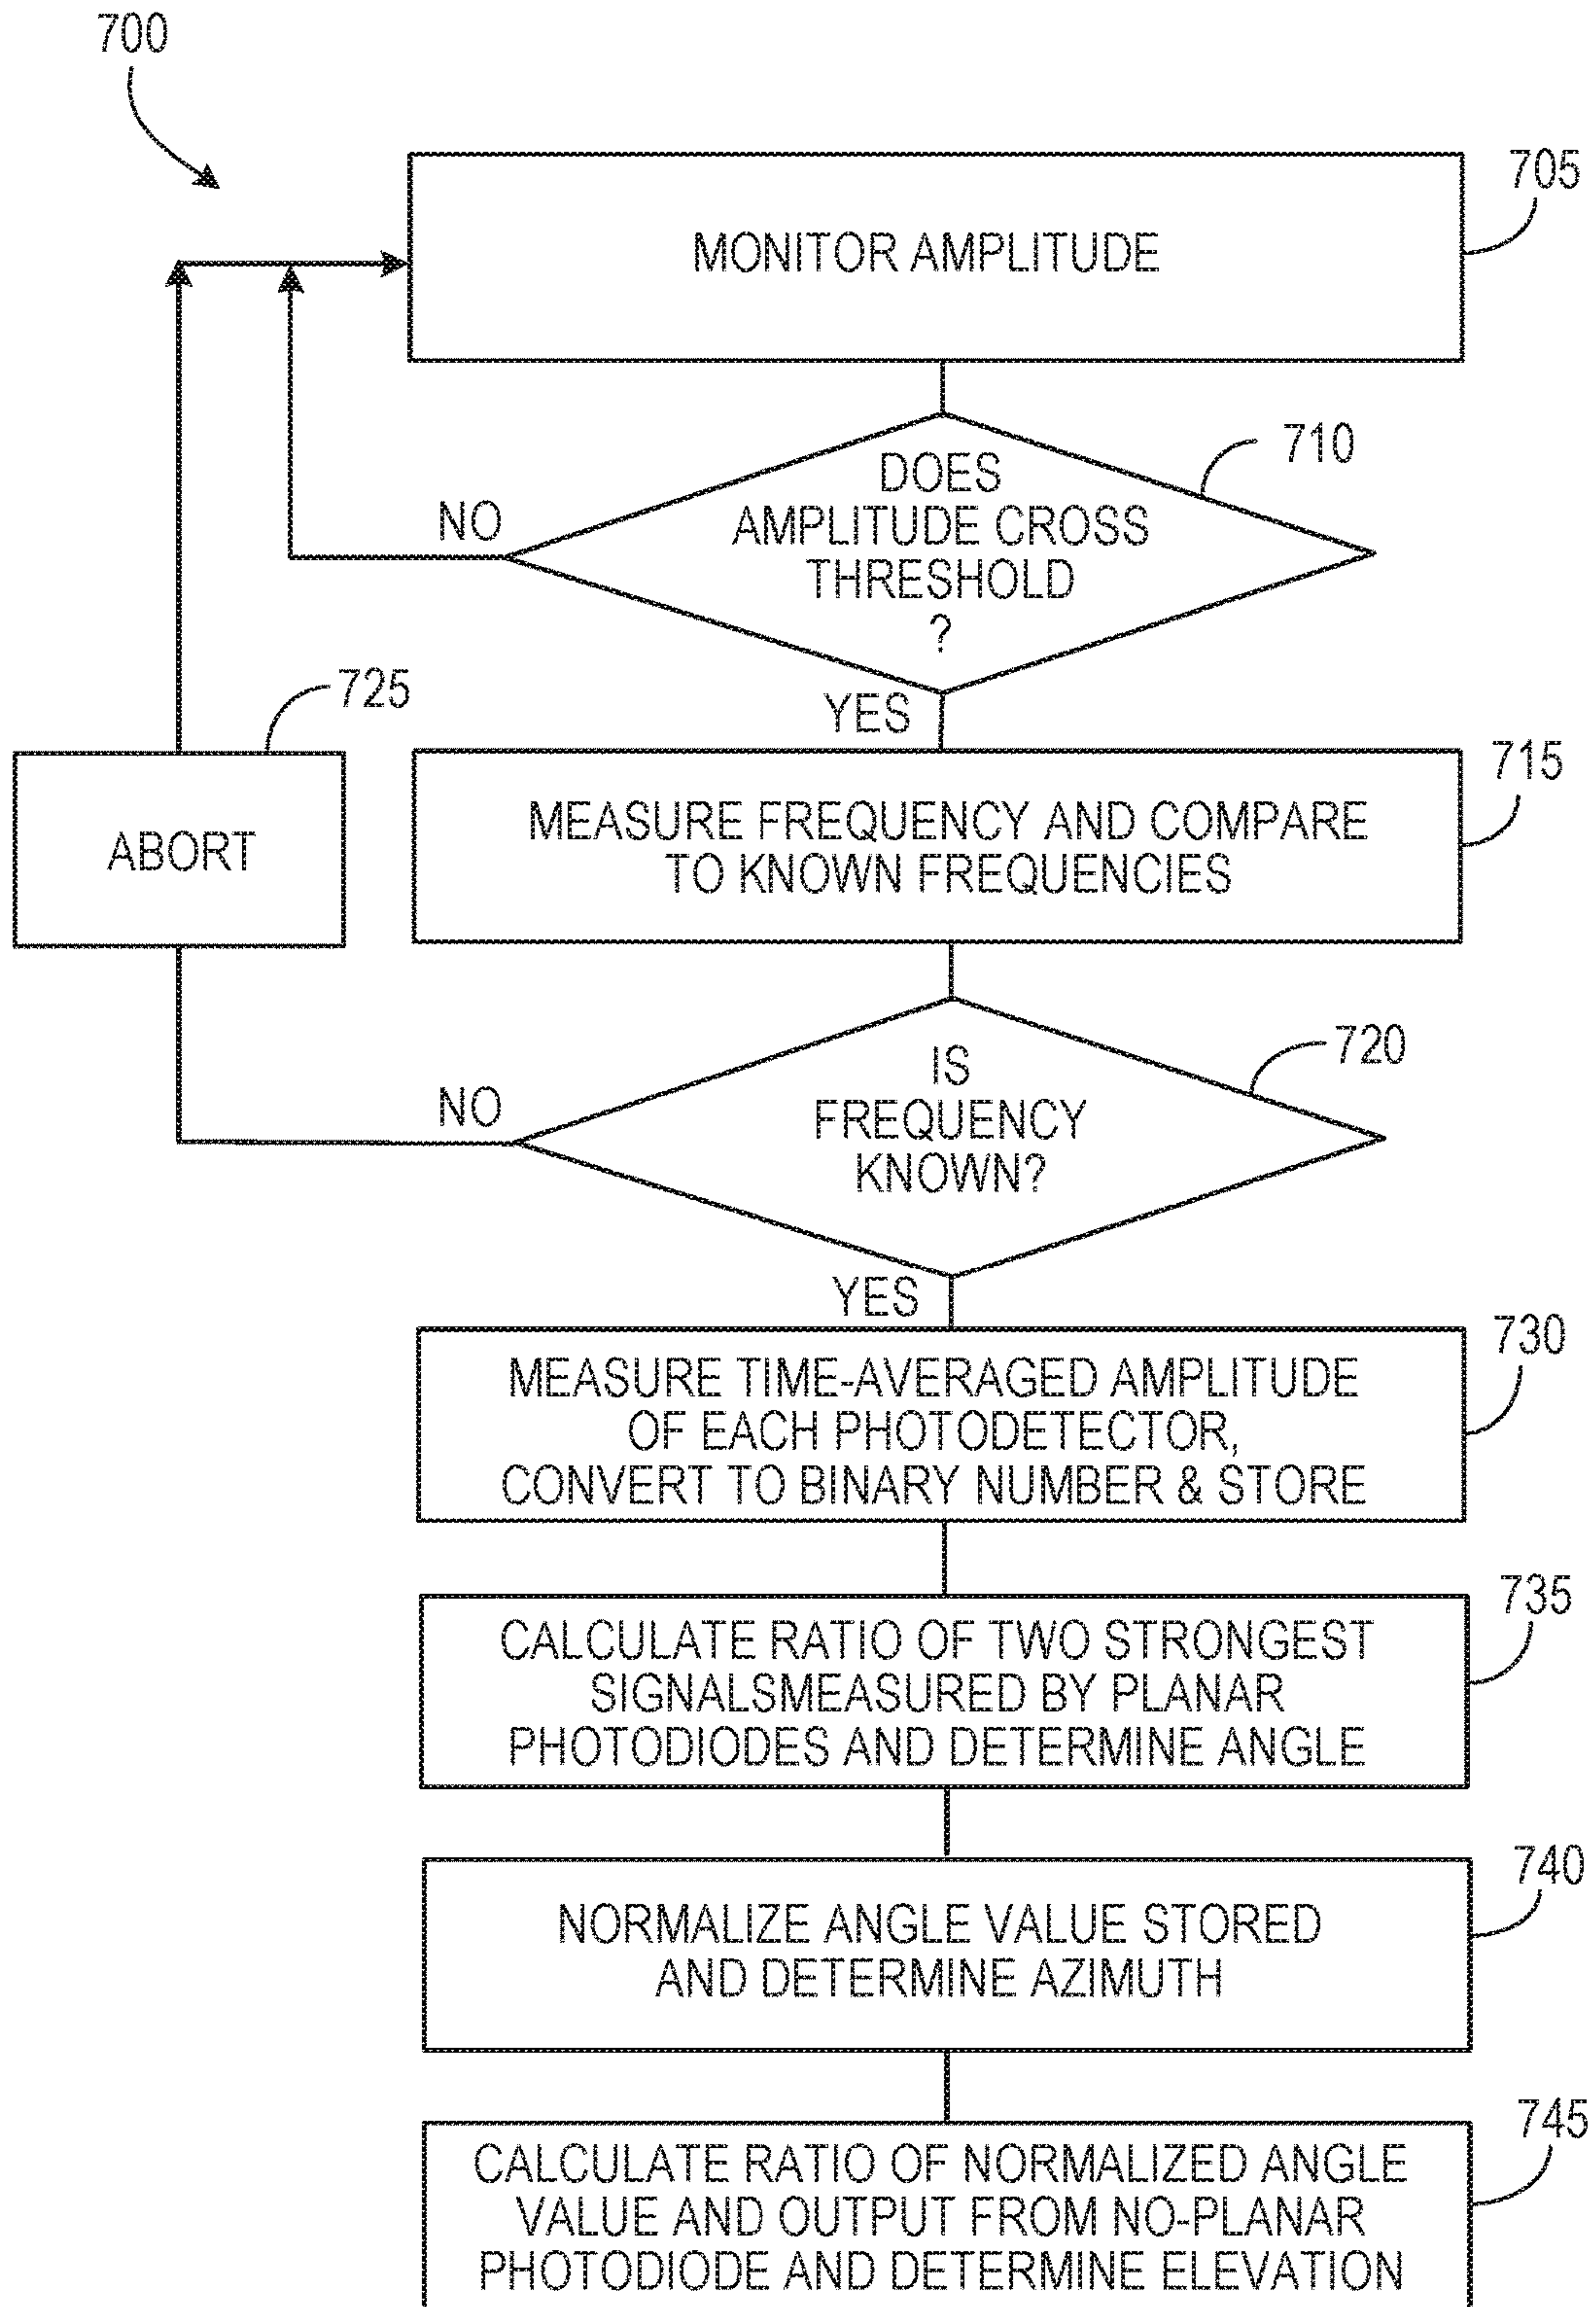 700
705
MONITOR AMPLITUDE
710
DOES
AMPLITUDE CROSS
THRESHOLD
?
NO
YES
725
ABORT
715
MEASURE FREQUENCY AND COMPARE
TO KNOWN FREQUENCIES
720
IS
FREQUENCY
KNOWN?
NO
YES
730
MEASURE TIME-AVERAGED AMPLITUDE
OF EACH PHOTODETECTOR,
CONVERT TO BINARY NUMBER & STORE
735
CALCULATE RATIO OF TWO STRONGEST
SIGNALSMEASURED BY PLANAR
PHOTODIODES AND DETERMINE ANGLE
740
NORMALIZE ANGLE VALUE STORED
AND DETERMINE AZIMUTH
745
CALCULATE RATIO OF NORMALIZED ANGLE
VALUE AND OUTPUT FROM NO-PLANAR
PHOTODIODE AND DETERMINE ELEVATION